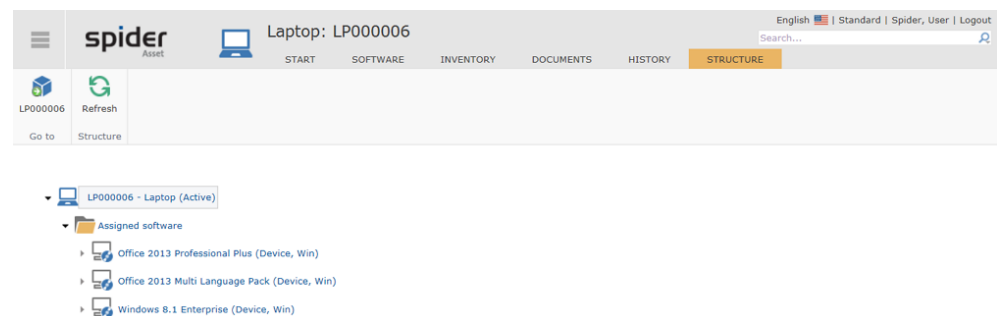 English | Standard | Spider, User | Logout
spider
Asset
Laptop: LP000006
Search...
START SOFTWARE INVENTORY DOCUMENTS HISTORY STRUCTURE
LP000006 Refresh
Go to Structure
LP000006 - Laptop (Active)
Assigned software
Office 2013 Professional Plus (Device, Win)
Office 2013 Multi Language Pack (Device, Win)
Windows 8.1 Enterprise (Device, Win)